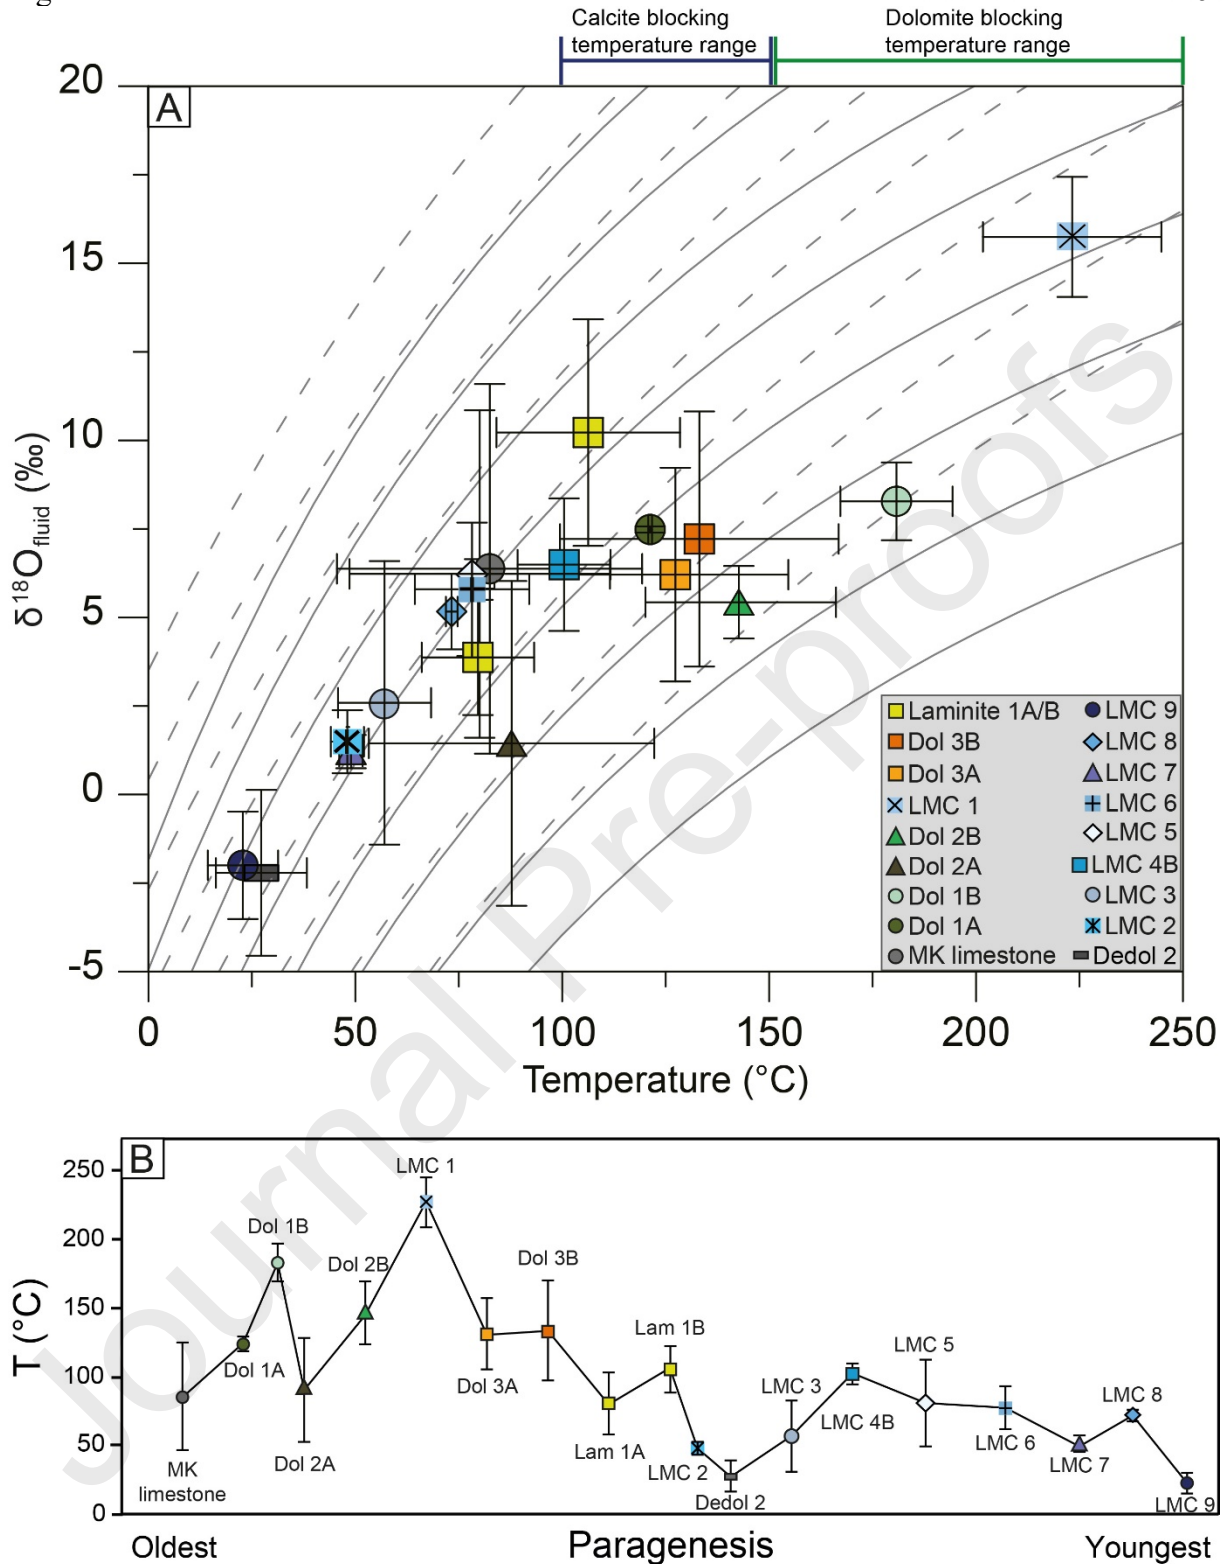 Calcite blocking
temperature range
Dolomite blocking
temperature range
A
20
15
10
5
0
-5
δ18Ofluid (‰)
0 50 100 150 200 250
Temperature (°C)
Laminite 1A/B
Dol 3B
Dol 3A
LMC 1
Dol 2B
Dol 2A
Dol 1B
Dol 1A
MK limestone
LMC 9
LMC 8
LMC 7
LMC 6
LMC 5
LMC 4B
LMC 3
LMC 2
Dedol 2
Journal Pre-proofs
B
250
200
150
100
50
0
T (°C)
MK
limestone
Dol 1A
Dol 1B
Dol 2A
Dol 2B
LMC 1
Dol 3A
Dol 3B
Lam 1A
Lam 1B
LMC 2
Dedol 2
LMC 3
LMC 4B
LMC 5
LMC 6
LMC 7
LMC 8
LMC 9
Oldest Paragenesis Youngest